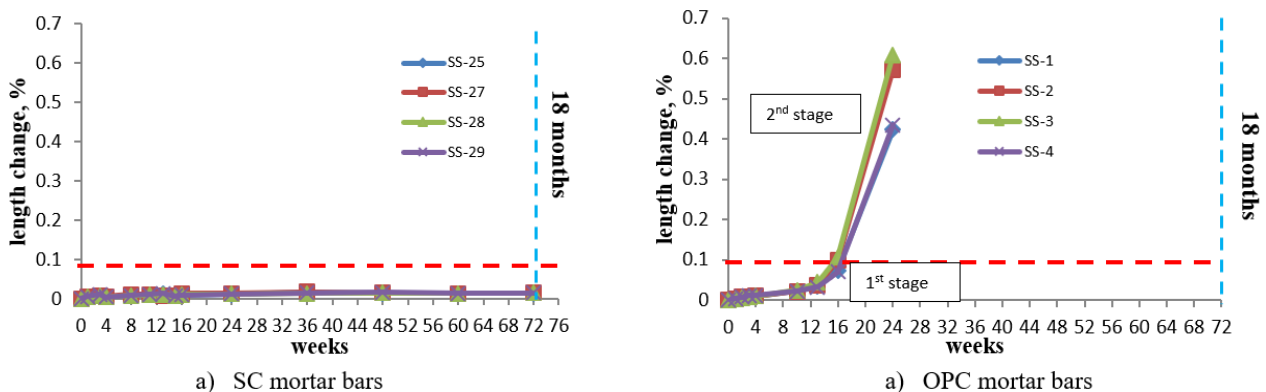 0.7
0.6
0.5
0.4
0.3
0.2
0.1
0
length change, %
SS-25
SS-27
SS-28
SS-29
18 months
0 4 8 12 16 20 24 28 32 36 40 44 48 52 56 60 64 68 72 76
weeks
a) SC mortar bars
0.7
0.6
0.5
0.4
0.3
0.2
0.1
0
length change, %
2nd stage
SS-1
SS-2
SS-3
SS-4
1st stage
18 months
0 4 8 12 16 20 24 28 32 36 40 44 48 52 56 60 64 68 72
weeks
a) OPC mortar bars